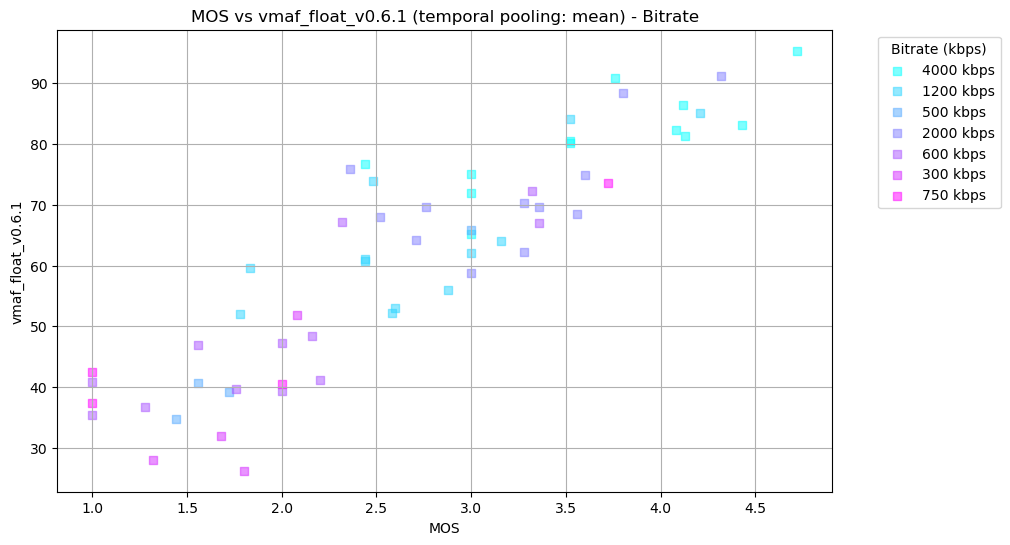 MOS vs vmaf_float_v0.6.1 (temporal pooling: mean) - Bitrate
Bitrate (kbps)
4000 kbps
1200 kbps
500 kbps
2000 kbps
600 kbps
300 kbps
750 kbps
vmaf_float_v0.6.1
90
80
70
60
50
40
30
1.0 1.5 2.0 2.5 3.0 3.5 4.0 4.5
MOS